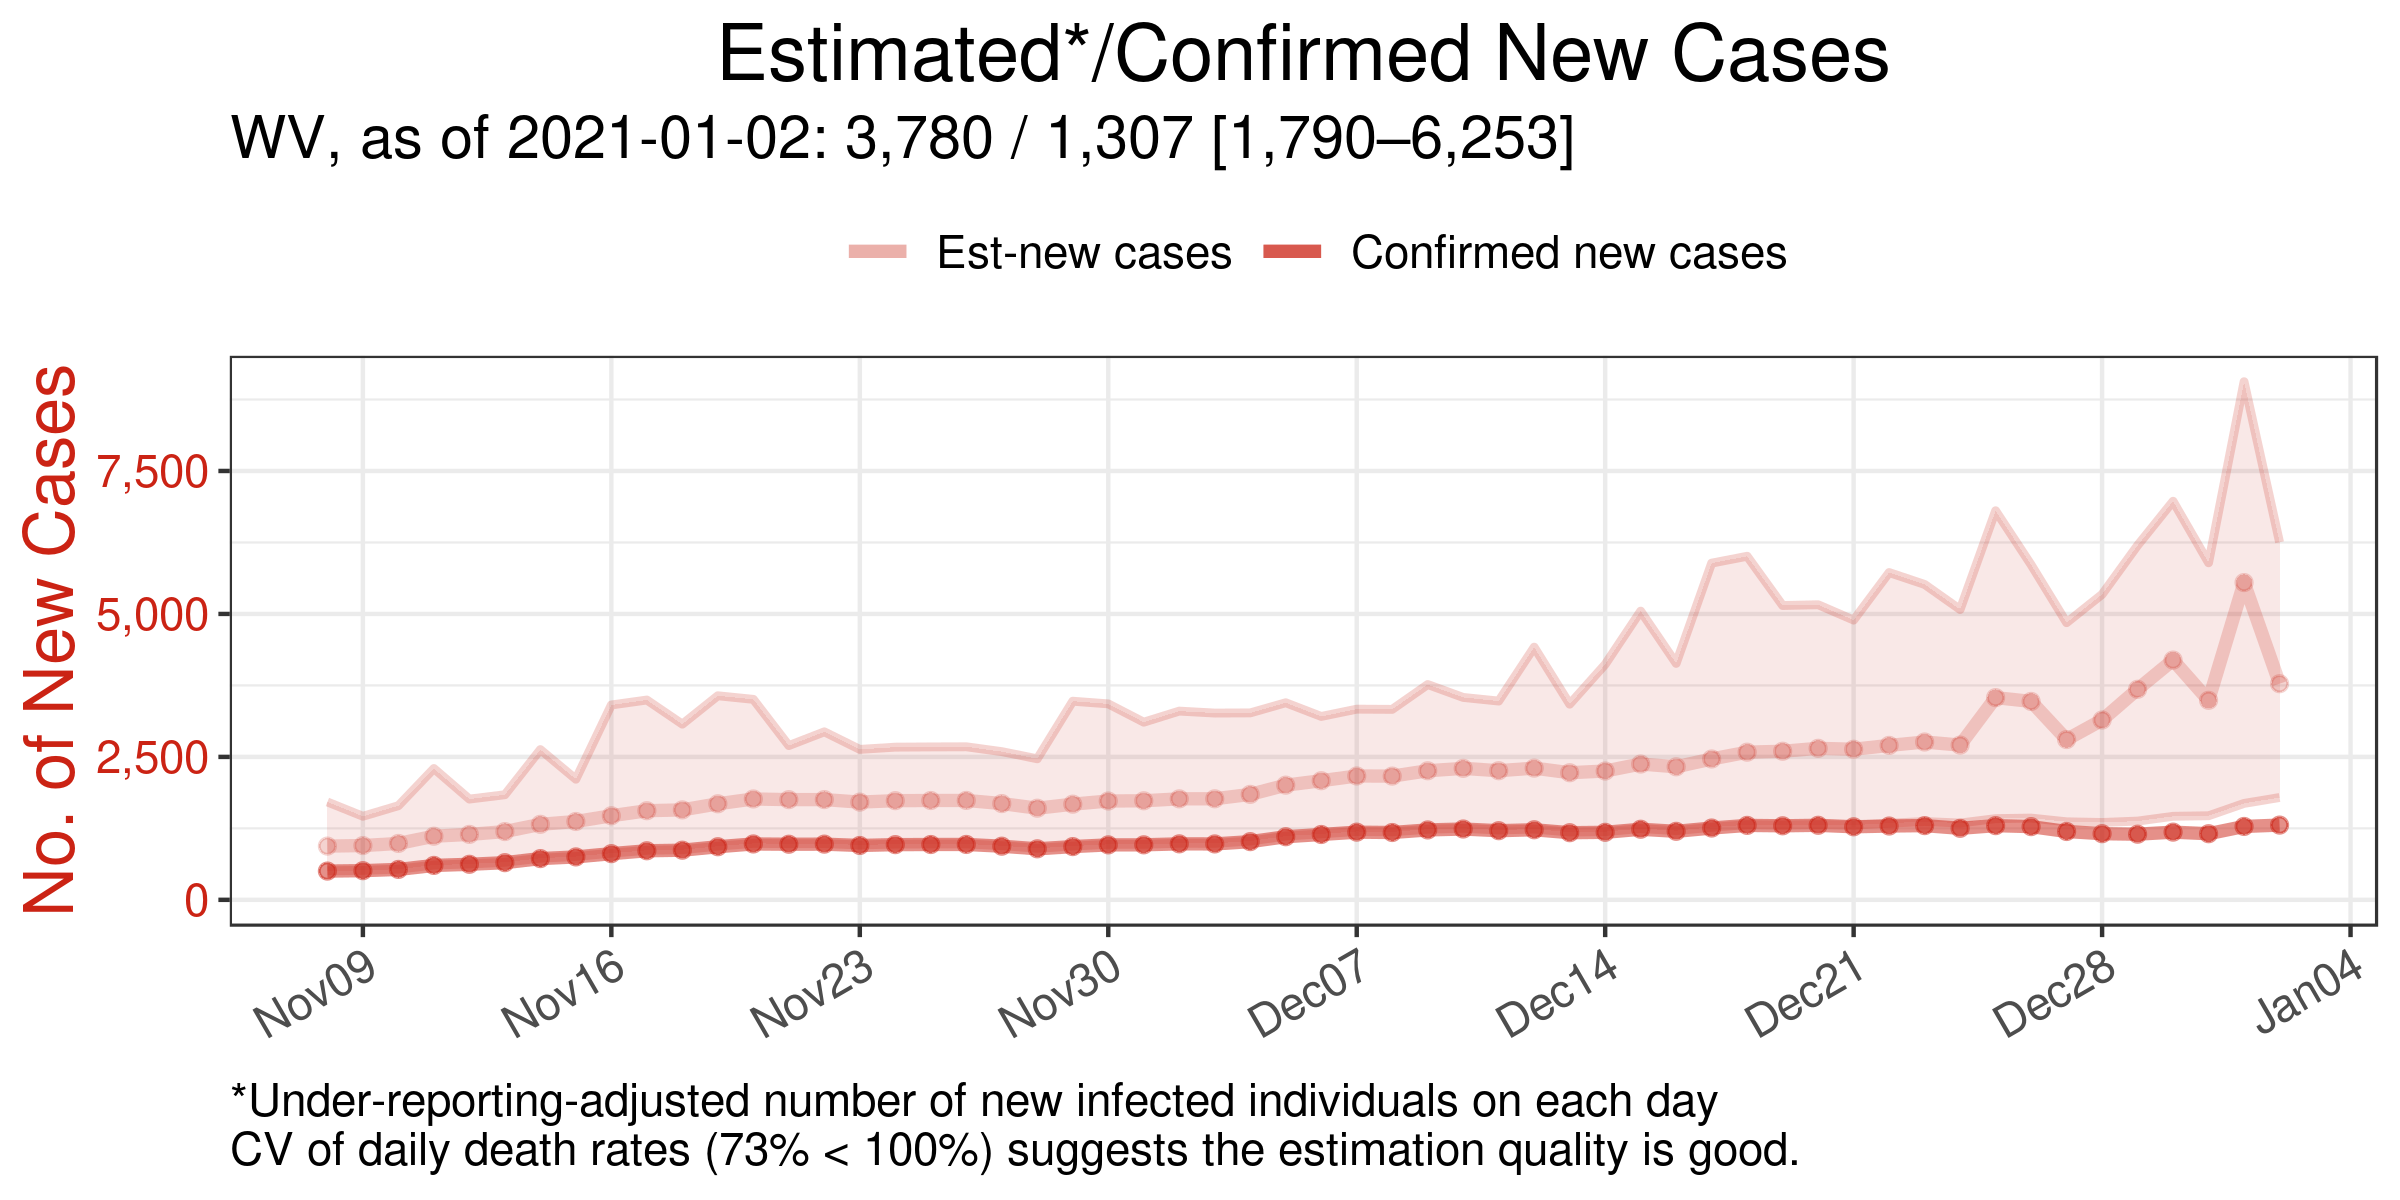 Estimated*/Confirmed New Cases
WV, as of 2021-01-02: 3,780 / 1,307 [1,790–6,253]
Est-new cases
Confirmed new cases
No. of New Cases
7,500
5,000
2,500
0
Nov09
Nov16
Nov23
Nov30
Dec07
Dec14
Dec21
Dec28
Jan04
*Under-reporting-adjusted number of new infected individuals on each day
CV of daily death rates (73% < 100%) suggests the estimation quality is good.